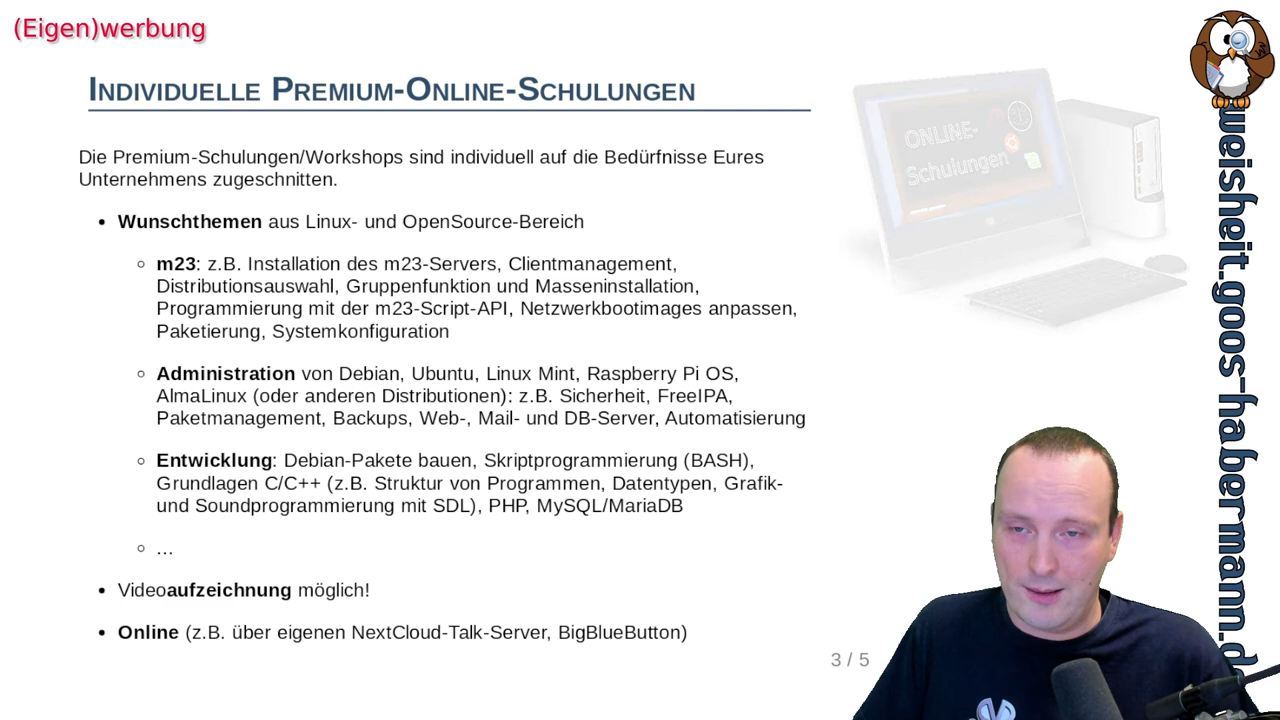 (Eigen)werbung
INDIVIDUELLE PREMIUM-ONLINE-SCHULUNGEN
ONLINE-
Schulungen
Die Premium-Schulungen/Workshops sind individuell auf die Bedürfnisse Eures
Unternehmens zugeschnitten.
• Wunschthemen aus Linux- und OpenSource-Bereich
◦ m23: z.B. Installation des m23-Servers, Clientmanagement,
Distributionsauswahl, Gruppenfunktion und Masseninstallation,
Programmierung mit der m23-Script-API, Netzwerkbootimages anpassen,
Paketierung, Systemkonfiguration
◦ Administration von Debian, Ubuntu, Linux Mint, Raspberry Pi OS,
AlmaLinux (oder anderen Distributionen): z.B. Sicherheit, FreeIPA,
Paketmanagement, Backups, Web-, Mail- und DB-Server, Automatisierung
◦ Entwicklung: Debian-Pakete bauen, Skriptprogrammierung (BASH),
Grundlagen C/C++ (z.B. Struktur von Programmen, Datentypen, Grafik-
und Soundprogrammierung mit SDL), PHP, MySQL/MariaDB
◦ ...
• Videoaufzeichnung möglich!
• Online (z.B. über eigenen NextCloud-Talk-Server, BigBlueButton)
3 / 5
weisheit.goos-habermann.d